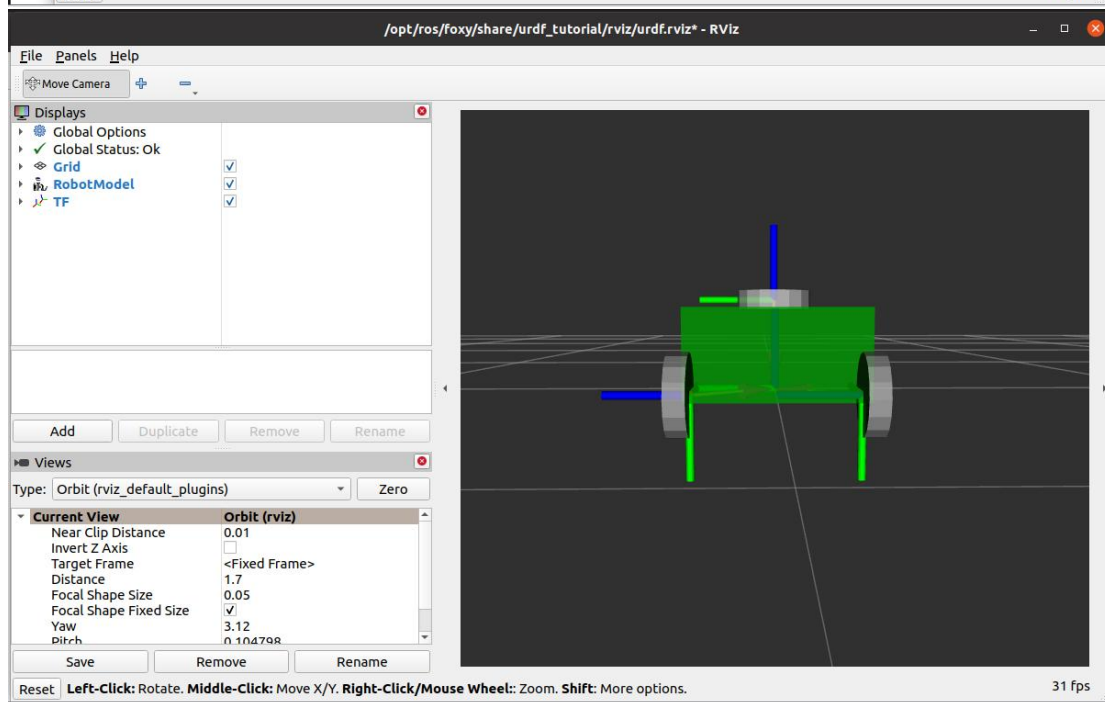 /opt/ros/foxy/share/urdf_tutorial/rviz/urdf.rviz* - RViz
File Panels Help
Move Camera
Displays
Global Options
Global Status: Ok
Grid
RobotModel
TF
Add Duplicate Remove Rename
Views
Type: Orbit (rviz_default_plugins) Zero
Current View Orbit (rviz)
Near Clip Distance 0.01
Invert Z Axis
Target Frame <Fixed Frame>
Distance 1.7
Focal Shape Size 0.05
Focal Shape Fixed Size
Yaw 3.12
Pitch 0.104798
Save Remove Rename
Reset Left-Click: Rotate. Middle-Click: Move X/Y. Right-Click/Mouse Wheel:: Zoom. Shift: More options. 31 fps